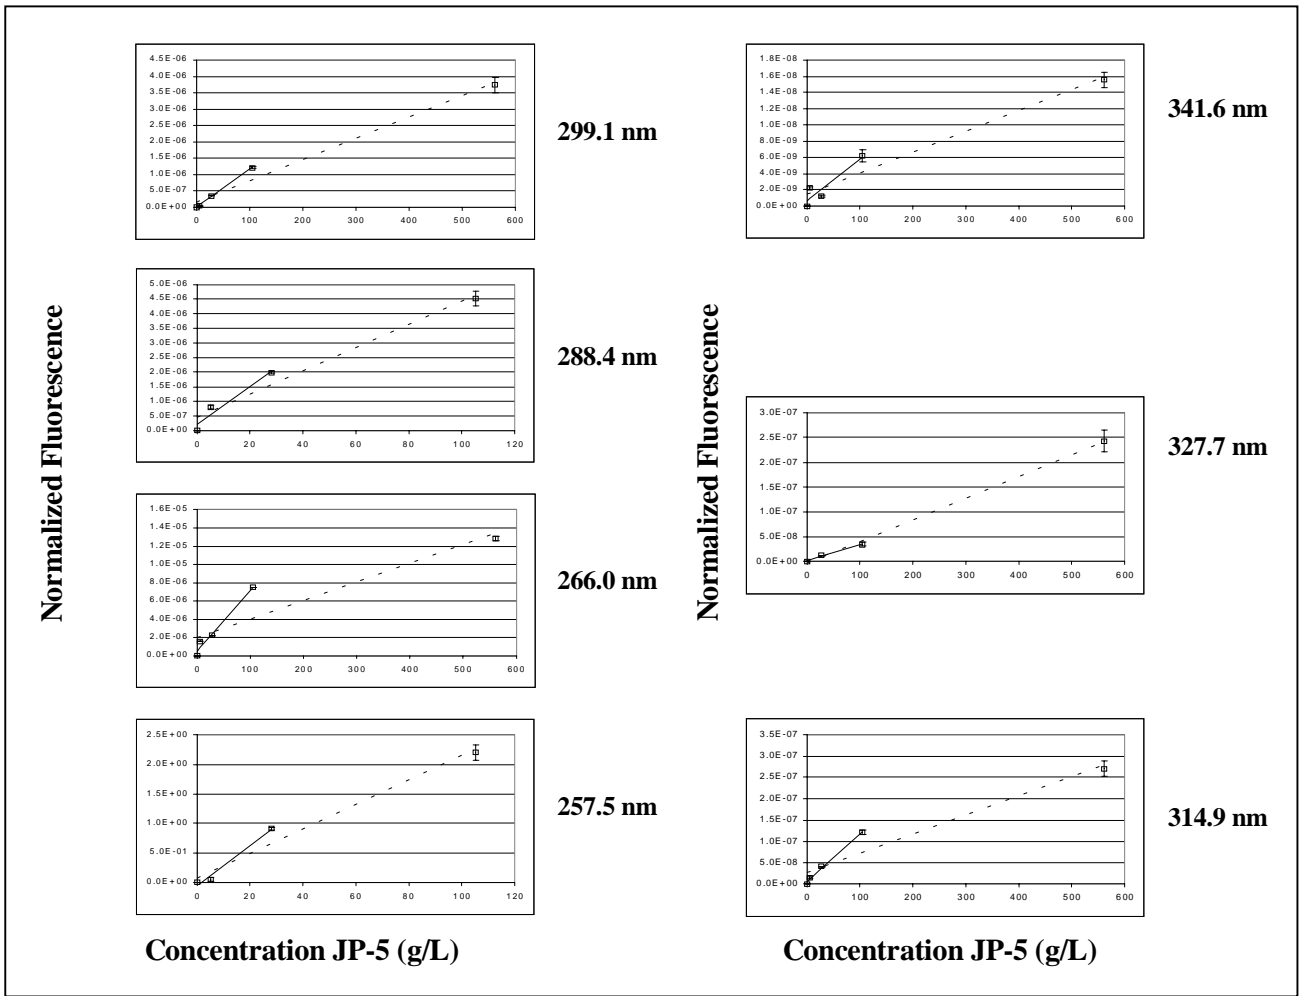 4.5E-06
4.0E-06
3.5E-06
3.0E-06
2.5E-06
2.0E-06
1.5E-06
1.0E-06
5.0E-07
0.0E+00
0 100 200 300 400 500 600
299.1 nm
5.0E-06
4.5E-06
4.0E-06
3.5E-06
3.0E-06
2.5E-06
2.0E-06
1.5E-06
1.0E-06
5.0E-07
0.0E+00
0 20 40 60 80 100 120
288.4 nm
Normalized Fluorescence
1.6E-05
1.4E-05
1.2E-05
1.0E-05
8.0E-06
6.0E-06
4.0E-06
2.0E-06
0.0E+00
0 100 200 300 400 500 600
266.0 nm
2.5E+00
2.0E+00
1.5E+00
1.0E+00
5.0E-01
0.0E+00
0 20 40 60 80 100 120
257.5 nm
Concentration JP-5 (g/L)
1.8E-08
1.6E-08
1.4E-08
1.2E-08
1.0E-08
8.0E-09
6.0E-09
4.0E-09
2.0E-09
0.0E+00
0 100 200 300 400 500 600
341.6 nm
Normalized Fluorescence
3.0E-07
2.5E-07
2.0E-07
1.5E-07
1.0E-07
5.0E-08
0.0E+00
0 100 200 300 400 500 600
327.7 nm
3.5E-07
3.0E-07
2.5E-07
2.0E-07
1.5E-07
1.0E-07
5.0E-08
0.0E+00
0 100 200 300 400 500 600
314.9 nm
Concentration JP-5 (g/L)